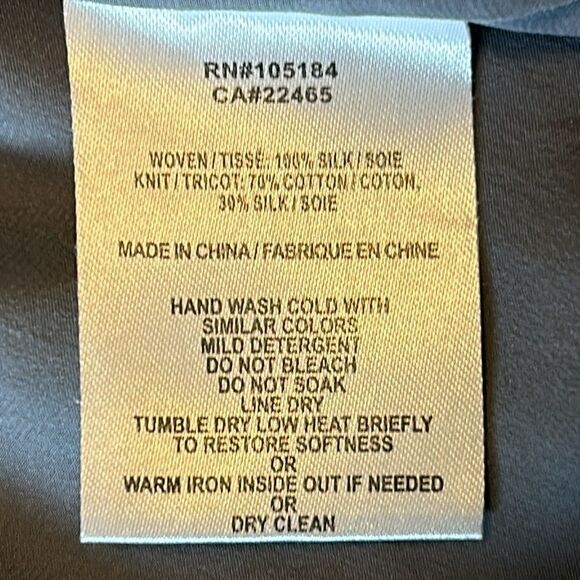 RN#105184
CA#22465
WOVEN / TISSÉ: 100% SILK / SOIE
KNIT / TRICOT: 70% COTTON / COTON,
30% SILK / SOIE
MADE IN CHINA / FABRIQUE EN CHINE
HAND WASH COLD WITH
SIMILAR COLORS
MILD DETERGENT
DO NOT BLEACH
DO NOT SOAK
LINE DRY
TUMBLE DRY LOW HEAT BRIEFLY
TO RESTORE SOFTNESS
OR
WARM IRON INSIDE OUT IF NEEDED
OR
DRY CLEAN